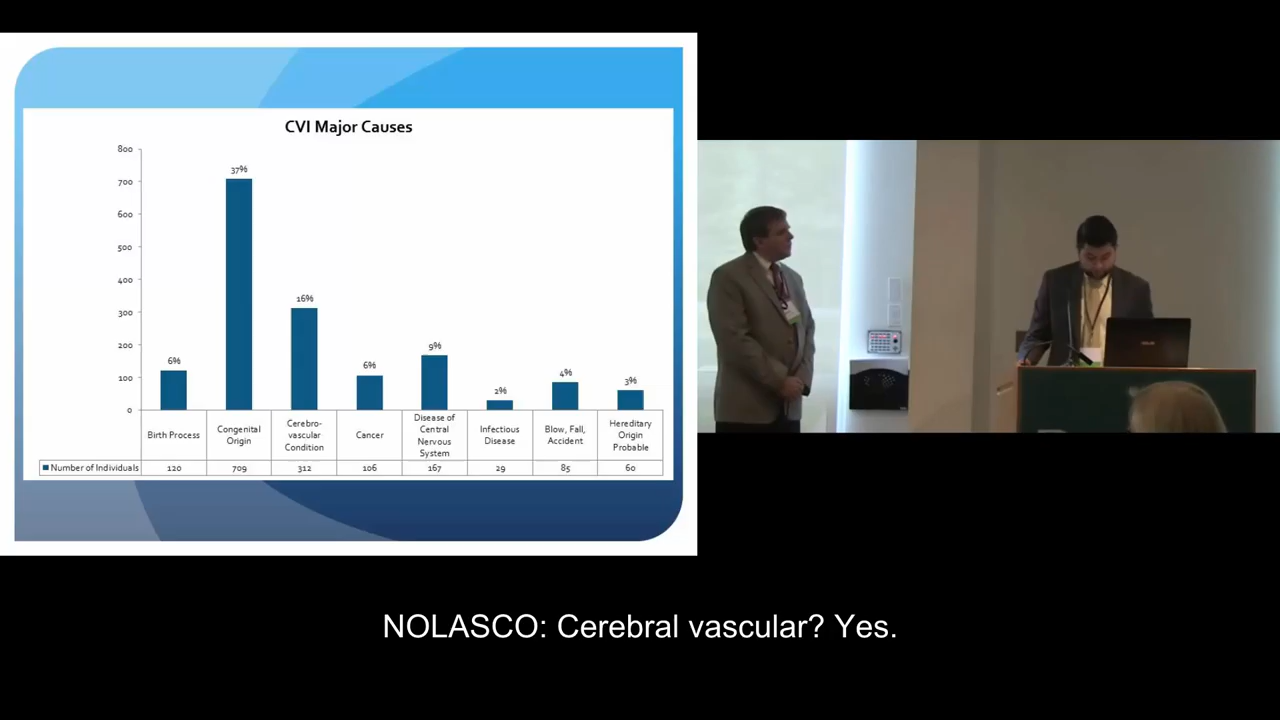 CVI Major Causes
800
700
600
500
400
300
200
100
0
6%
37%
16%
6%
9%
2%
4%
3%
Birth Process
Congenital
Origin
Cerebro-
vascular
Condition
Cancer
Disease of
Central
Nervous
System
Infectious
Disease
Blow, Fall,
Accident
Hereditary
Origin
Probable
Number of Individuals 120 709 312 106 167 29 85 60
NOLASCO: Cerebral vascular? Yes.